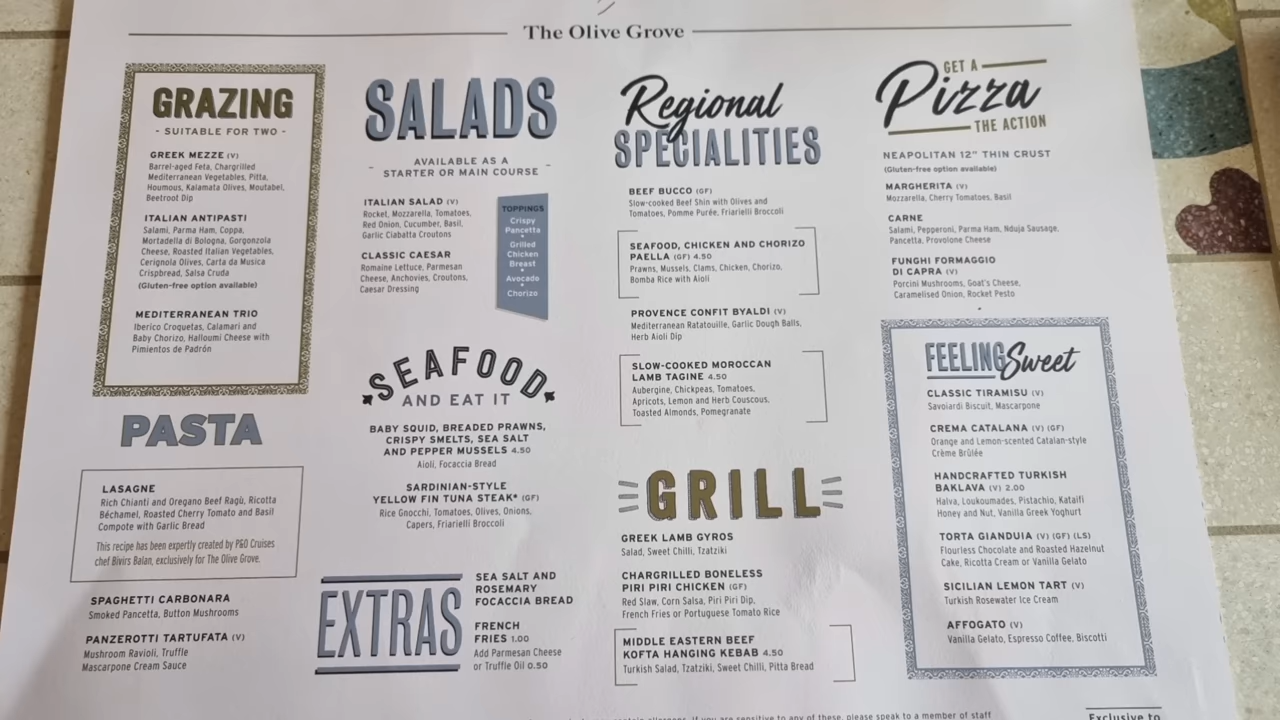 The Olive Grove
GRAZING
- SUITABLE FOR TWO -
GREEK MEZZE (V)
Barrel-aged Feta, Chargrilled
Mediterranean Vegetables, Pitta,
Houmous, Kalamata Olives, Moutabel,
Beetroot Dip
ITALIAN ANTIPASTI
Salami, Parma Ham, Coppa,
Mortadella di Bologna, Gorgonzola
Cheese, Roasted Italian Vegetables,
Cerignola Olives, Carta da Musica
Crispbread, Salsa Cruda
(Gluten-free option available)
MEDITERRANEAN TRIO
Iberico Croquetas, Calamari and
Baby Chorizo, Halloumi Cheese with
Pimientos de Padrón
PASTA
LASAGNE
Rich Chianti and Oregano Beef Ragù, Ricotta
Béchamel, Roasted Cherry Tomato and Basil
Compote with Garlic Bread
This recipe has been expertly created by P&O Cruises
chef Bivirs Balan, exclusively for The Olive Grove.
SPAGHETTI CARBONARA
Smoked Pancetta, Button Mushrooms
PANZEROTTI TARTUFATA (V)
Mushroom Ravioli, Truffle
Mascarpone Cream Sauce
SALADS
- AVAILABLE AS A -
STARTER OR MAIN COURSE
ITALIAN SALAD (V)
Rocket, Mozzarella, Tomatoes,
Red Onion, Cucumber, Basil,
Garlic Ciabatta Croutons
CLASSIC CAESAR
Romaine Lettuce, Parmesan
Cheese, Anchovies, Croutons,
Caesar Dressing
TOPPINGS
Crispy
Pancetta
•
Grilled
Chicken
Breast
•
Avocado
•
Chorizo
SEAFOOD
AND EAT IT
BABY SQUID, BREADED PRAWNS,
CRISPY SMELTS, SEA SALT
AND PEPPER MUSSELS 4.50
Aioli, Focaccia Bread
SARDINIAN-STYLE
YELLOW FIN TUNA STEAK* (GF)
Rice Gnocchi, Tomatoes, Olives, Onions,
Capers, Friarielli Broccoli
EXTRAS
SEA SALT AND
ROSEMARY
FOCACCIA BREAD
FRENCH
FRIES 1.00
Add Parmesan Cheese
or Truffle Oil 0.50
Regional
SPECIALITIES
BEEF BUCCO (GF)
Slow-cooked Beef Shin with Olives and
Tomatoes, Pomme Purée, Friarielli Broccoli
SEAFOOD, CHICKEN AND CHORIZO
PAELLA (GF) 4.50
Prawns, Mussels, Clams, Chicken, Chorizo,
Bomba Rice with Aioli
PROVENCE CONFIT BYALDI (V)
Mediterranean Ratatouille, Garlic Dough Balls,
Herb Aioli Dip
SLOW-COOKED MOROCCAN
LAMB TAGINE 4.50
Aubergine, Chickpeas, Tomatoes,
Apricots, Lemon and Herb Couscous,
Toasted Almonds, Pomegranate
GRILL
GREEK LAMB GYROS
Salad, Sweet Chilli, Tzatziki
CHARGRILLED BONELESS
PIRI PIRI CHICKEN (GF)
Red Slaw, Corn Salsa, Piri Piri Dip,
French Fries or Portuguese Tomato Rice
MIDDLE EASTERN BEEF
KOFTA HANGING KEBAB 4.50
Turkish Salad, Tzatziki, Sweet Chilli, Pitta Bread
GET A
Pizza
THE ACTION
NEAPOLITAN 12" THIN CRUST
(Gluten-free option available)
MARGHERITA (V)
Mozzarella, Cherry Tomatoes, Basil
CARNE
Salami, Pepperoni, Parma Ham, Nduja Sausage,
Pancetta, Provolone Cheese
FUNGHI FORMAGGIO
DI CAPRA (V)
Porcini Mushrooms, Goat's Cheese,
Caramelised Onion, Rocket Pesto
FEELING Sweet
CLASSIC TIRAMISU (V)
Savoiardi Biscuit, Mascarpone
CREMA CATALANA (V) (GF)
Orange and Lemon-scented Catalan-style
Crème Brûlée
HANDCRAFTED TURKISH
BAKLAVA (V) 2.00
Halva, Loukoumades, Pistachio, Kataifi
Honey and Nut, Vanilla Greek Yoghurt
TORTA GIANDUIA (V) (GF) (LS)
Flourless Chocolate and Roasted Hazelnut
Cake, Ricotta Cream or Vanilla Gelato
SICILIAN LEMON TART (V)
Turkish Rosewater Ice Cream
AFFOGATO (V)
Vanilla Gelato, Espresso Coffee, Biscotti
allergens. If you are sensitive to any of these, please speak to a member of staff
Exclusive to